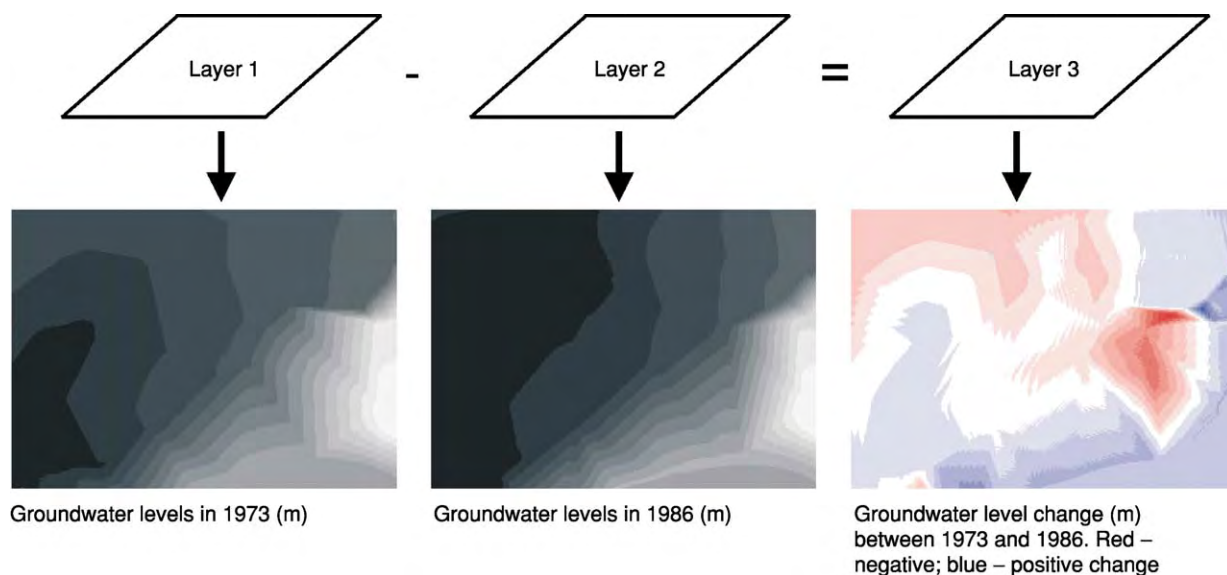 Layer 1
-
Layer 2
=
Layer 3
Groundwater levels in 1973 (m)
Groundwater levels in 1986 (m)
Groundwater level change (m)
between 1973 and 1986. Red –
negative; blue – positive change